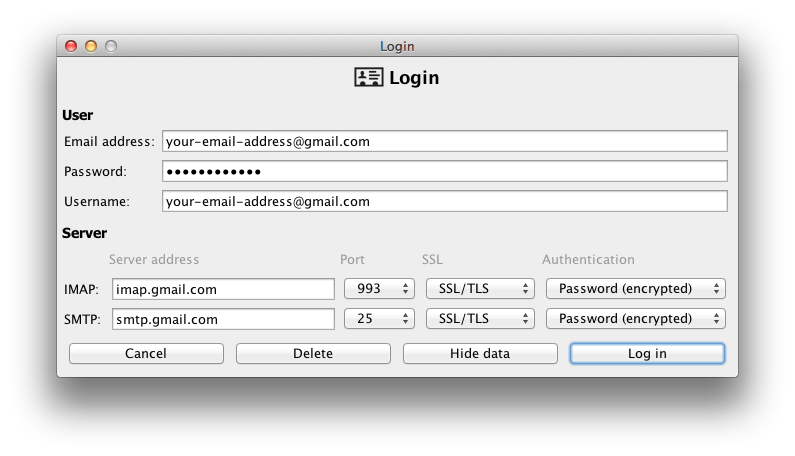 Login
Login
User
Email address: your-email-address@gmail.com
Password: ••••••••••••
Username: your-email-address@gmail.com
Server
Server address Port SSL Authentication
IMAP: imap.gmail.com 993 SSL/TLS Password (encrypted)
SMTP: smtp.gmail.com 25 SSL/TLS Password (encrypted)
Cancel Delete Hide data Log in